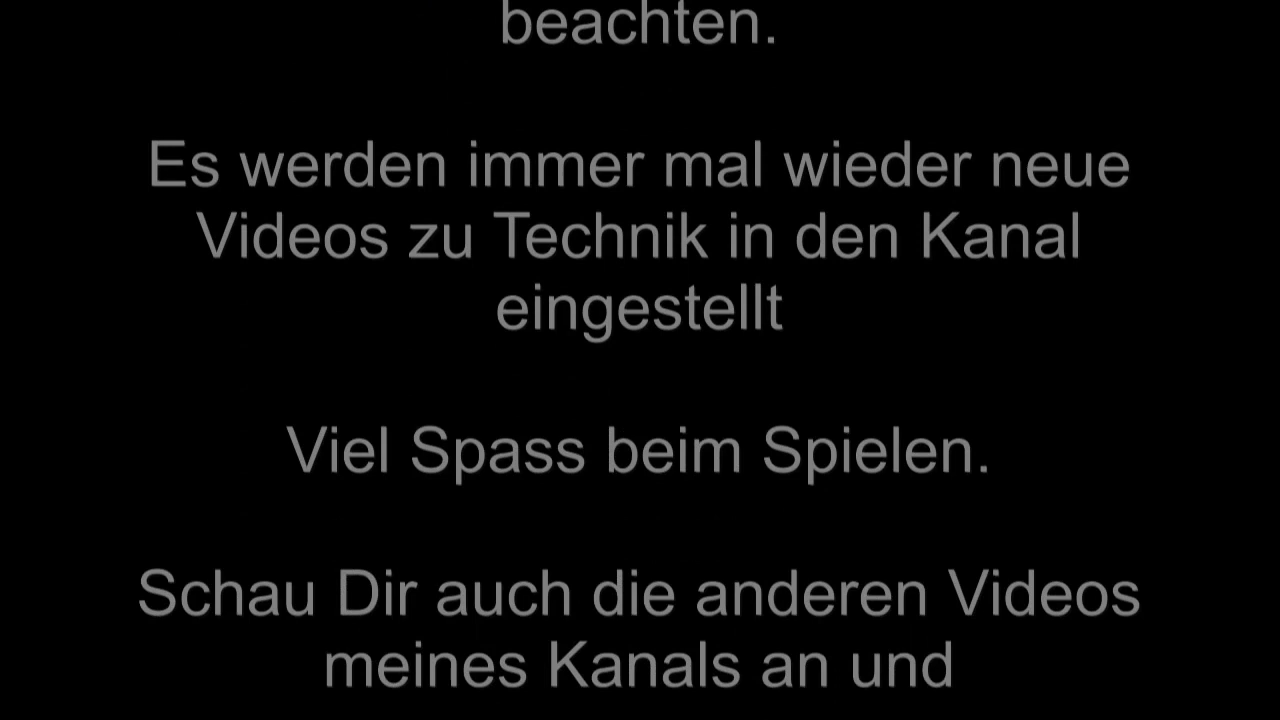 beachten.
Es werden immer mal wieder neue
Videos zu Technik in den Kanal
eingestellt
Viel Spass beim Spielen.
Schau Dir auch die anderen Videos
meines Kanals an und